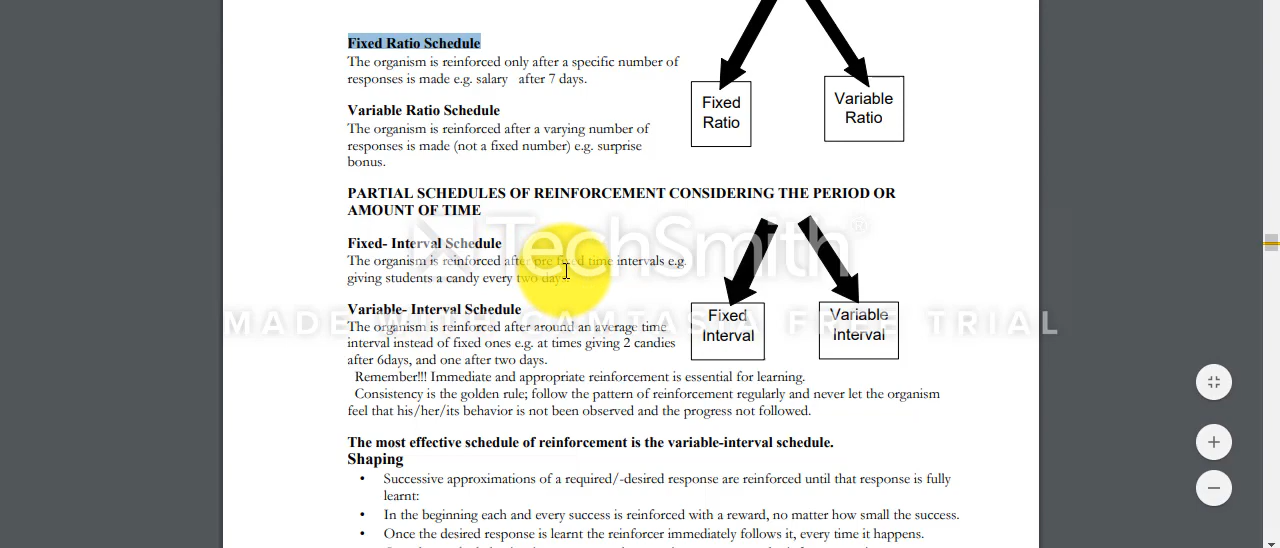 Fixed Ratio Schedule
The organism is reinforced only after a specific number of
responses is made e.g. salary after 7 days.
Fixed
Ratio
Variable
Ratio
Variable Ratio Schedule
The organism is reinforced after a varying number of
responses is made (not a fixed number) e.g. surprise
bonus.
PARTIAL SCHEDULES OF REINFORCEMENT CONSIDERING THE PERIOD OR
AMOUNT OF TIME
TechSmith®
Fixed- Interval Schedule
The organism is reinforced after pre fixed time intervals e.g.
giving students a candy every two days.
MADE WITH CAMTASIA FREE TRIAL
Variable- Interval Schedule
The organism is reinforced after around an average time
interval instead of fixed ones e.g. at times giving 2 candies
after 6days, and one after two days.
Fixed
Interval
Variable
Interval
Remember!!! Immediate and appropriate reinforcement is essential for learning.
Consistency is the golden rule; follow the pattern of reinforcement regularly and never let the organism
feel that his/her/its behavior is not been observed and the progress not followed.
The most effective schedule of reinforcement is the variable-interval schedule.
Shaping
• Successive approximations of a required/-desired response are reinforced until that response is fully
learnt:
• In the beginning each and every success is reinforced with a reward, no matter how small the success.
• Once the desired response is learnt the reinforcer immediately follows it, every time it happens.